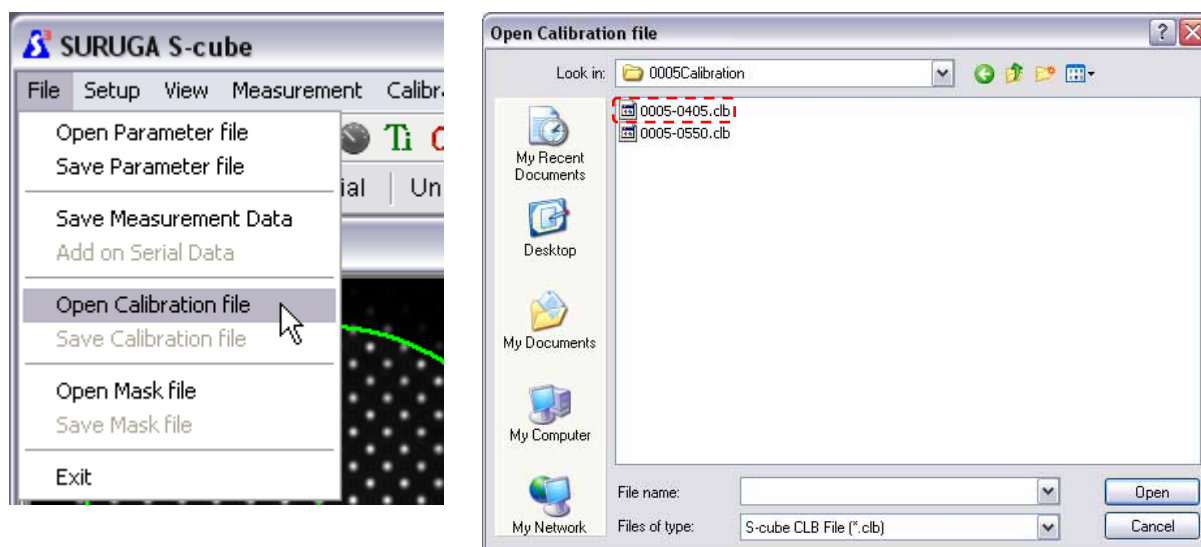 SURUGA S-cube
File Setup View Measurement
Open Parameter file
Save Parameter file
Save Measurement Data
Add on Serial Data
Open Calibration file
Save Calibration file
Open Mask file
Save Mask file
Exit
Ti
Open Calibration file
Look in: 0005Calibration
0005-0405.clb
0005-0550.clb
My Recent
Documents
Desktop
My Documents
My Computer
My Network
File name: Open
Files of type: S-cube CLB File (*.clb) Cancel